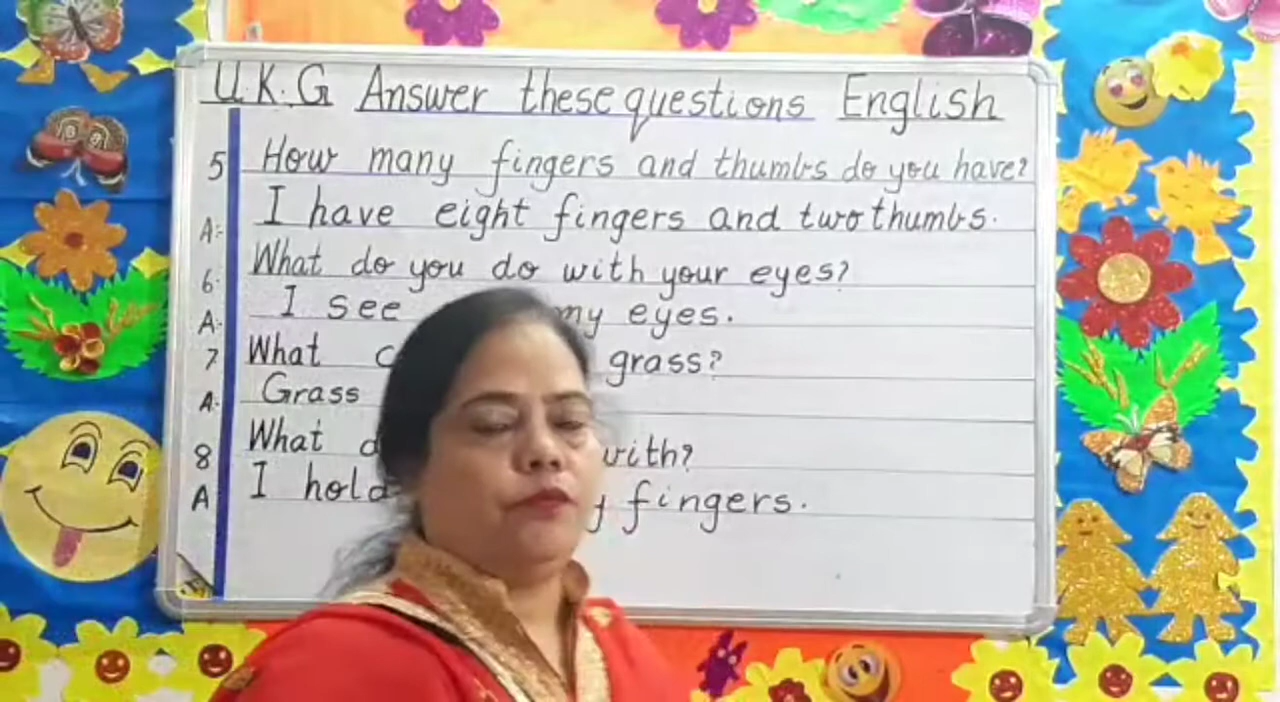 U.K.G Answer these questions English
5 How many fingers and thumbs do you have?
A:- I have eight fingers and two thumbs.
6. What do you do with your eyes?
A:- I see my eyes.
7. What grass?
A:- Grass
8 What with?
A I hold fingers.